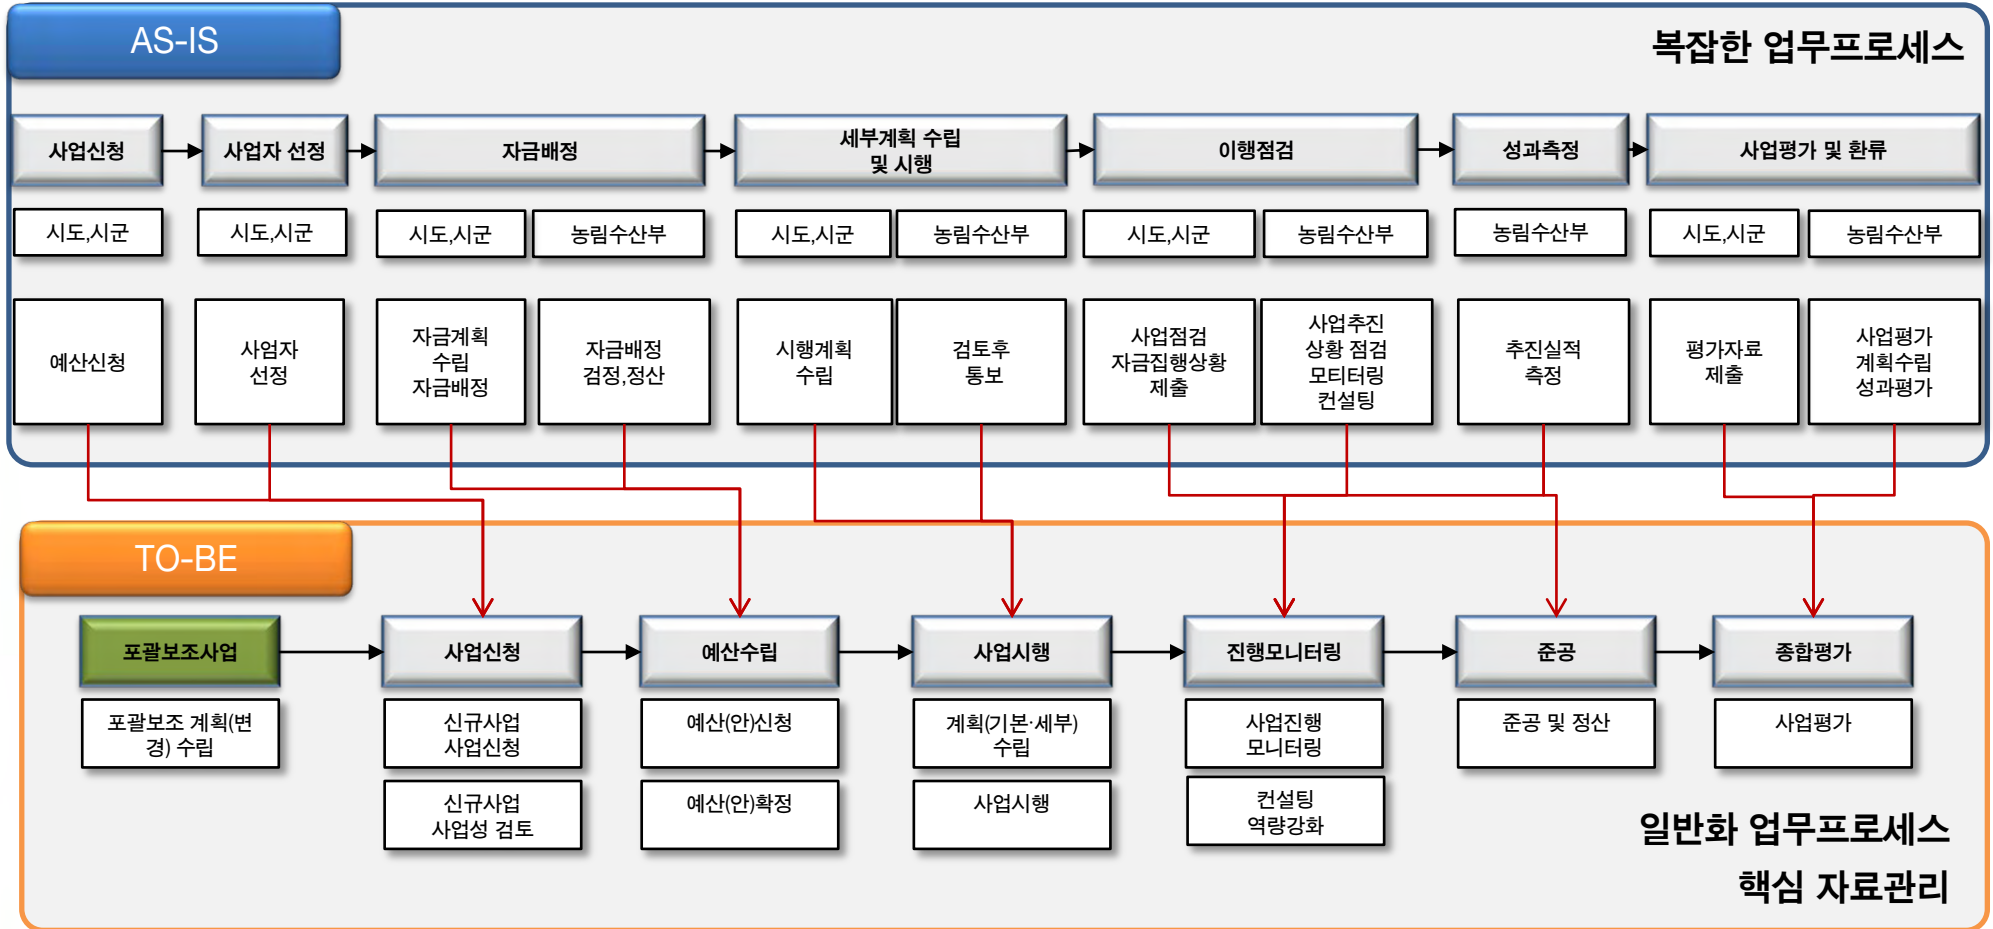 AS-IS
복잡한 업무프로세스
사업신청
사업자 선정
자금배정
세부계획 수립
및 시행
이행점검
성과측정
사업평가 및 환류
시도,시군
시도,시군
시도,시군
농림수산부
시도,시군
농림수산부
시도,시군
농림수산부
농림수산부
시도,시군
농림수산부
예산신청
사엄자
선정
자금계획
수립
자금배정
자금배정
검정,정산
시행계획
수립
검토후
통보
사업점검
자금집행상황
제출
사업추진
상황 점검
모티터링
컨설팅
추진실적
측정
평가자료
제출
사업평가
계획수립
성과평가
TO-BE
포괄보조사업
사업신청
예산수립
사업시행
진행모니터링
준공
종합평가
포괄보조 계획(변
경) 수립
신규사업
사업신청
예산(안)신청
계획(기본·세부)
수립
사업진행
모니터링
준공 및 정산
사업평가
신규사업
사업성 검토
예산(안)확정
사업시행
컨설팅
역량강화
일반화 업무프로세스
핵심 자료관리